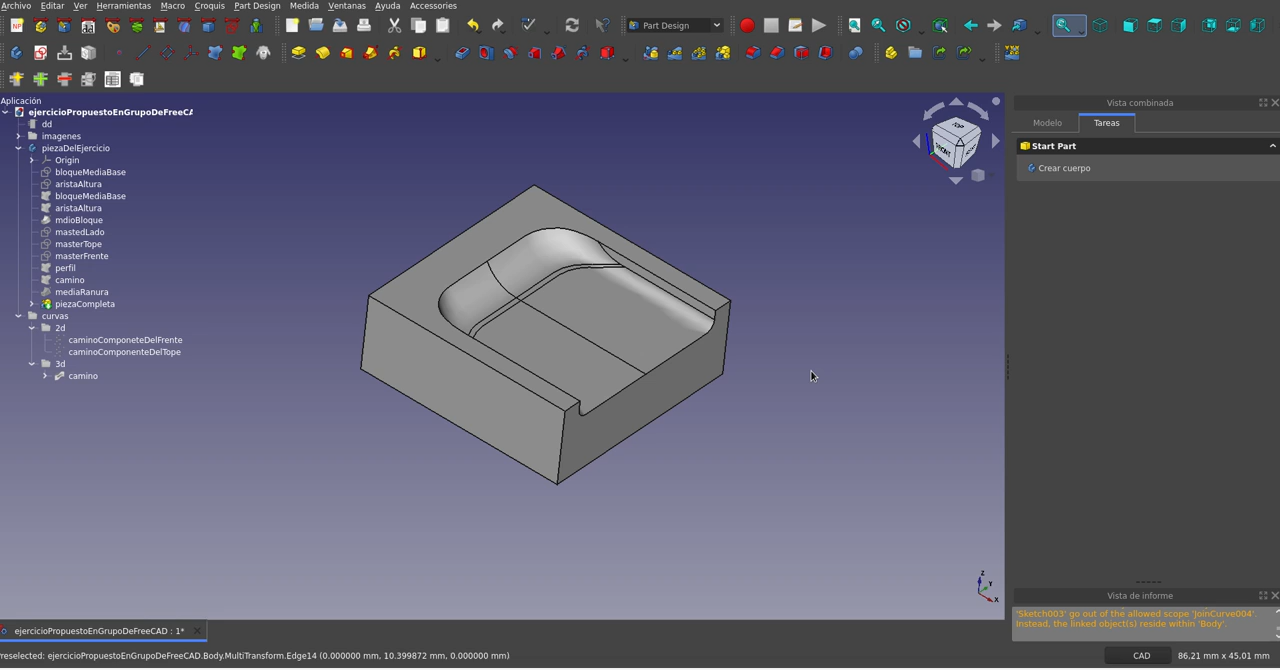 Archivo Editar Ver Herramientas Macro Croquis Part Design Medida Ventanas Ayuda Accessories
Part Design
Aplicación
ejercicioPropuestoEnGrupoDeFreeCA
dd
imagenes
piezaDelEjercicio
Origin
bloqueMediaBase
aristaAltura
bloqueMediaBase
aristaAltura
mdioBloque
mastedLado
masterTope
masterFrente
perfil
camino
mediaRanura
piezaCompleta
curvas
2d
caminoComponeteDelFrente
caminoComponenteDelTope
3d
camino
TOP
FRONT
Z
Y
X
Vista combinada
Modelo Tareas
Start Part
Crear cuerpo
Vista de informe
'Sketch003' go out of the allowed scope 'JoinCurve004'.
Instead, the linked object(s) reside within 'Body'.
ejercicioPropuestoEnGrupoDeFreeCAD : 1*
reselected: ejercicioPropuestoEnGrupoDeFreeCAD.Body.MultiTransform.Edge14 (0.000000 mm, 10.399872 mm, 0.000000 mm)
CAD 86,21 mm x 45,01 mm